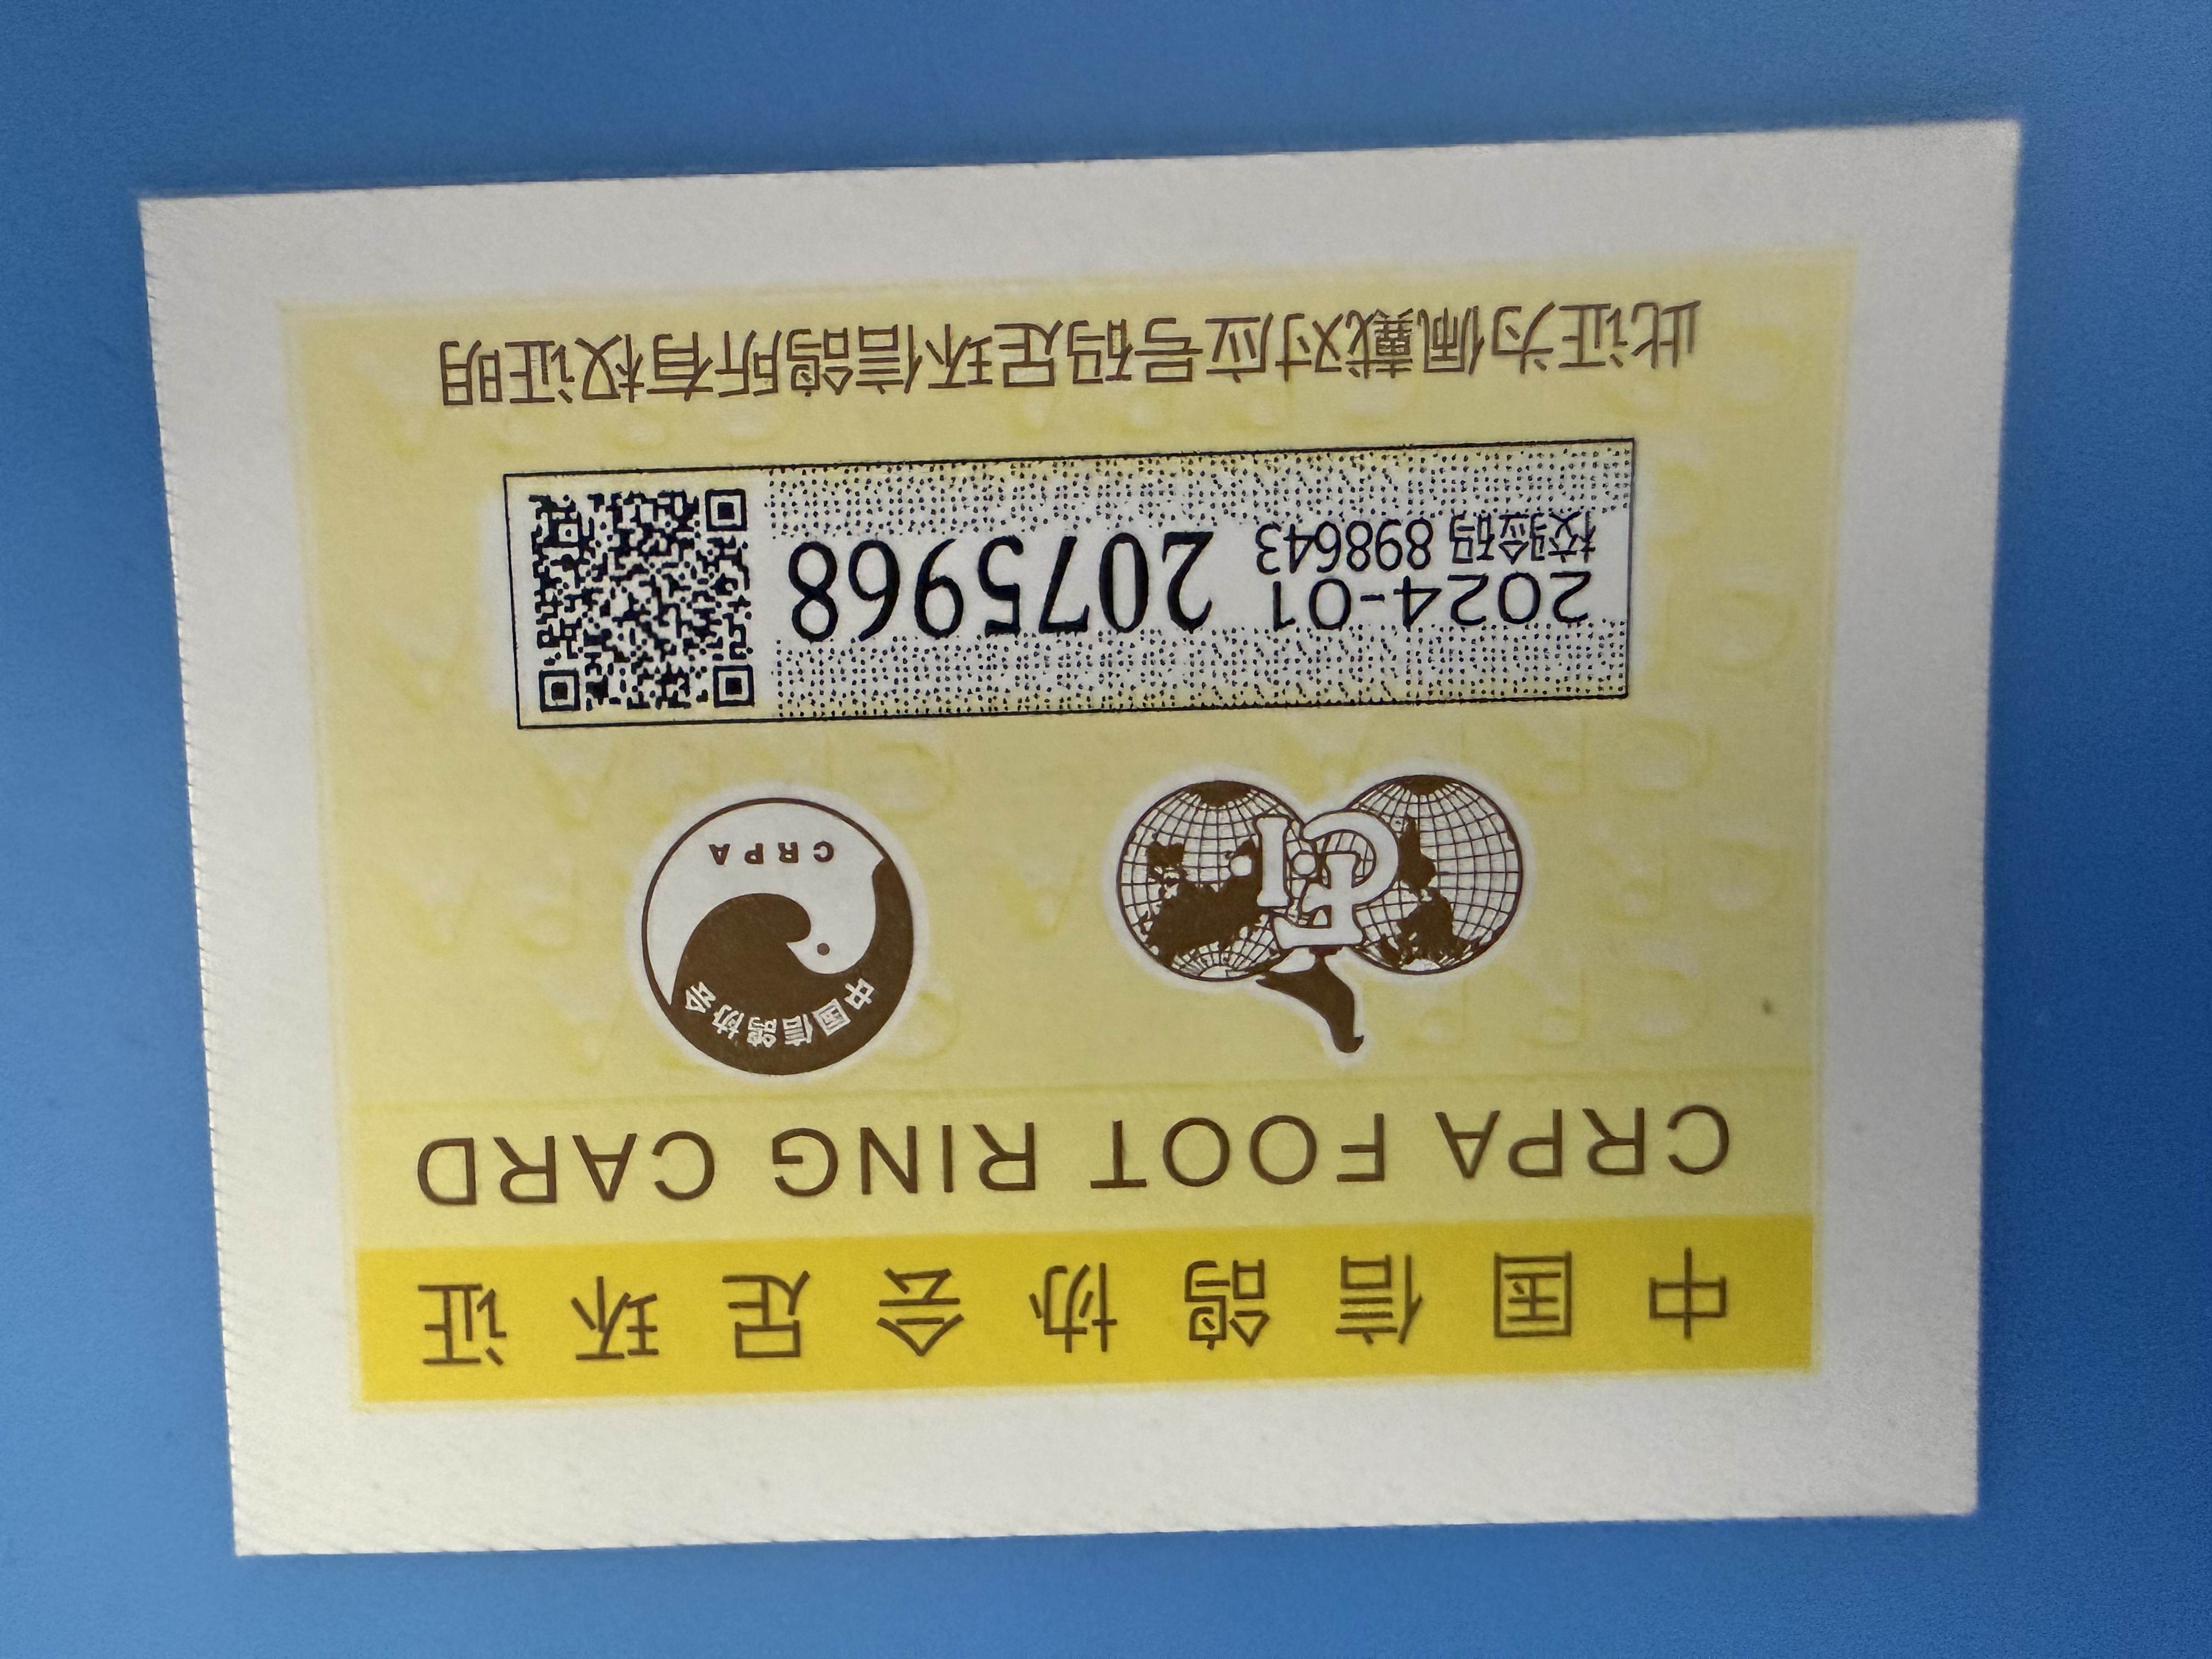 中国信鸽协会足环证
CRPA FOOT RING CARD
FCI
中国信鸽协会
CRPA
2024-01 2075968
校验码 898643
此证为佩戴对应号码足环信鸽所有权证明